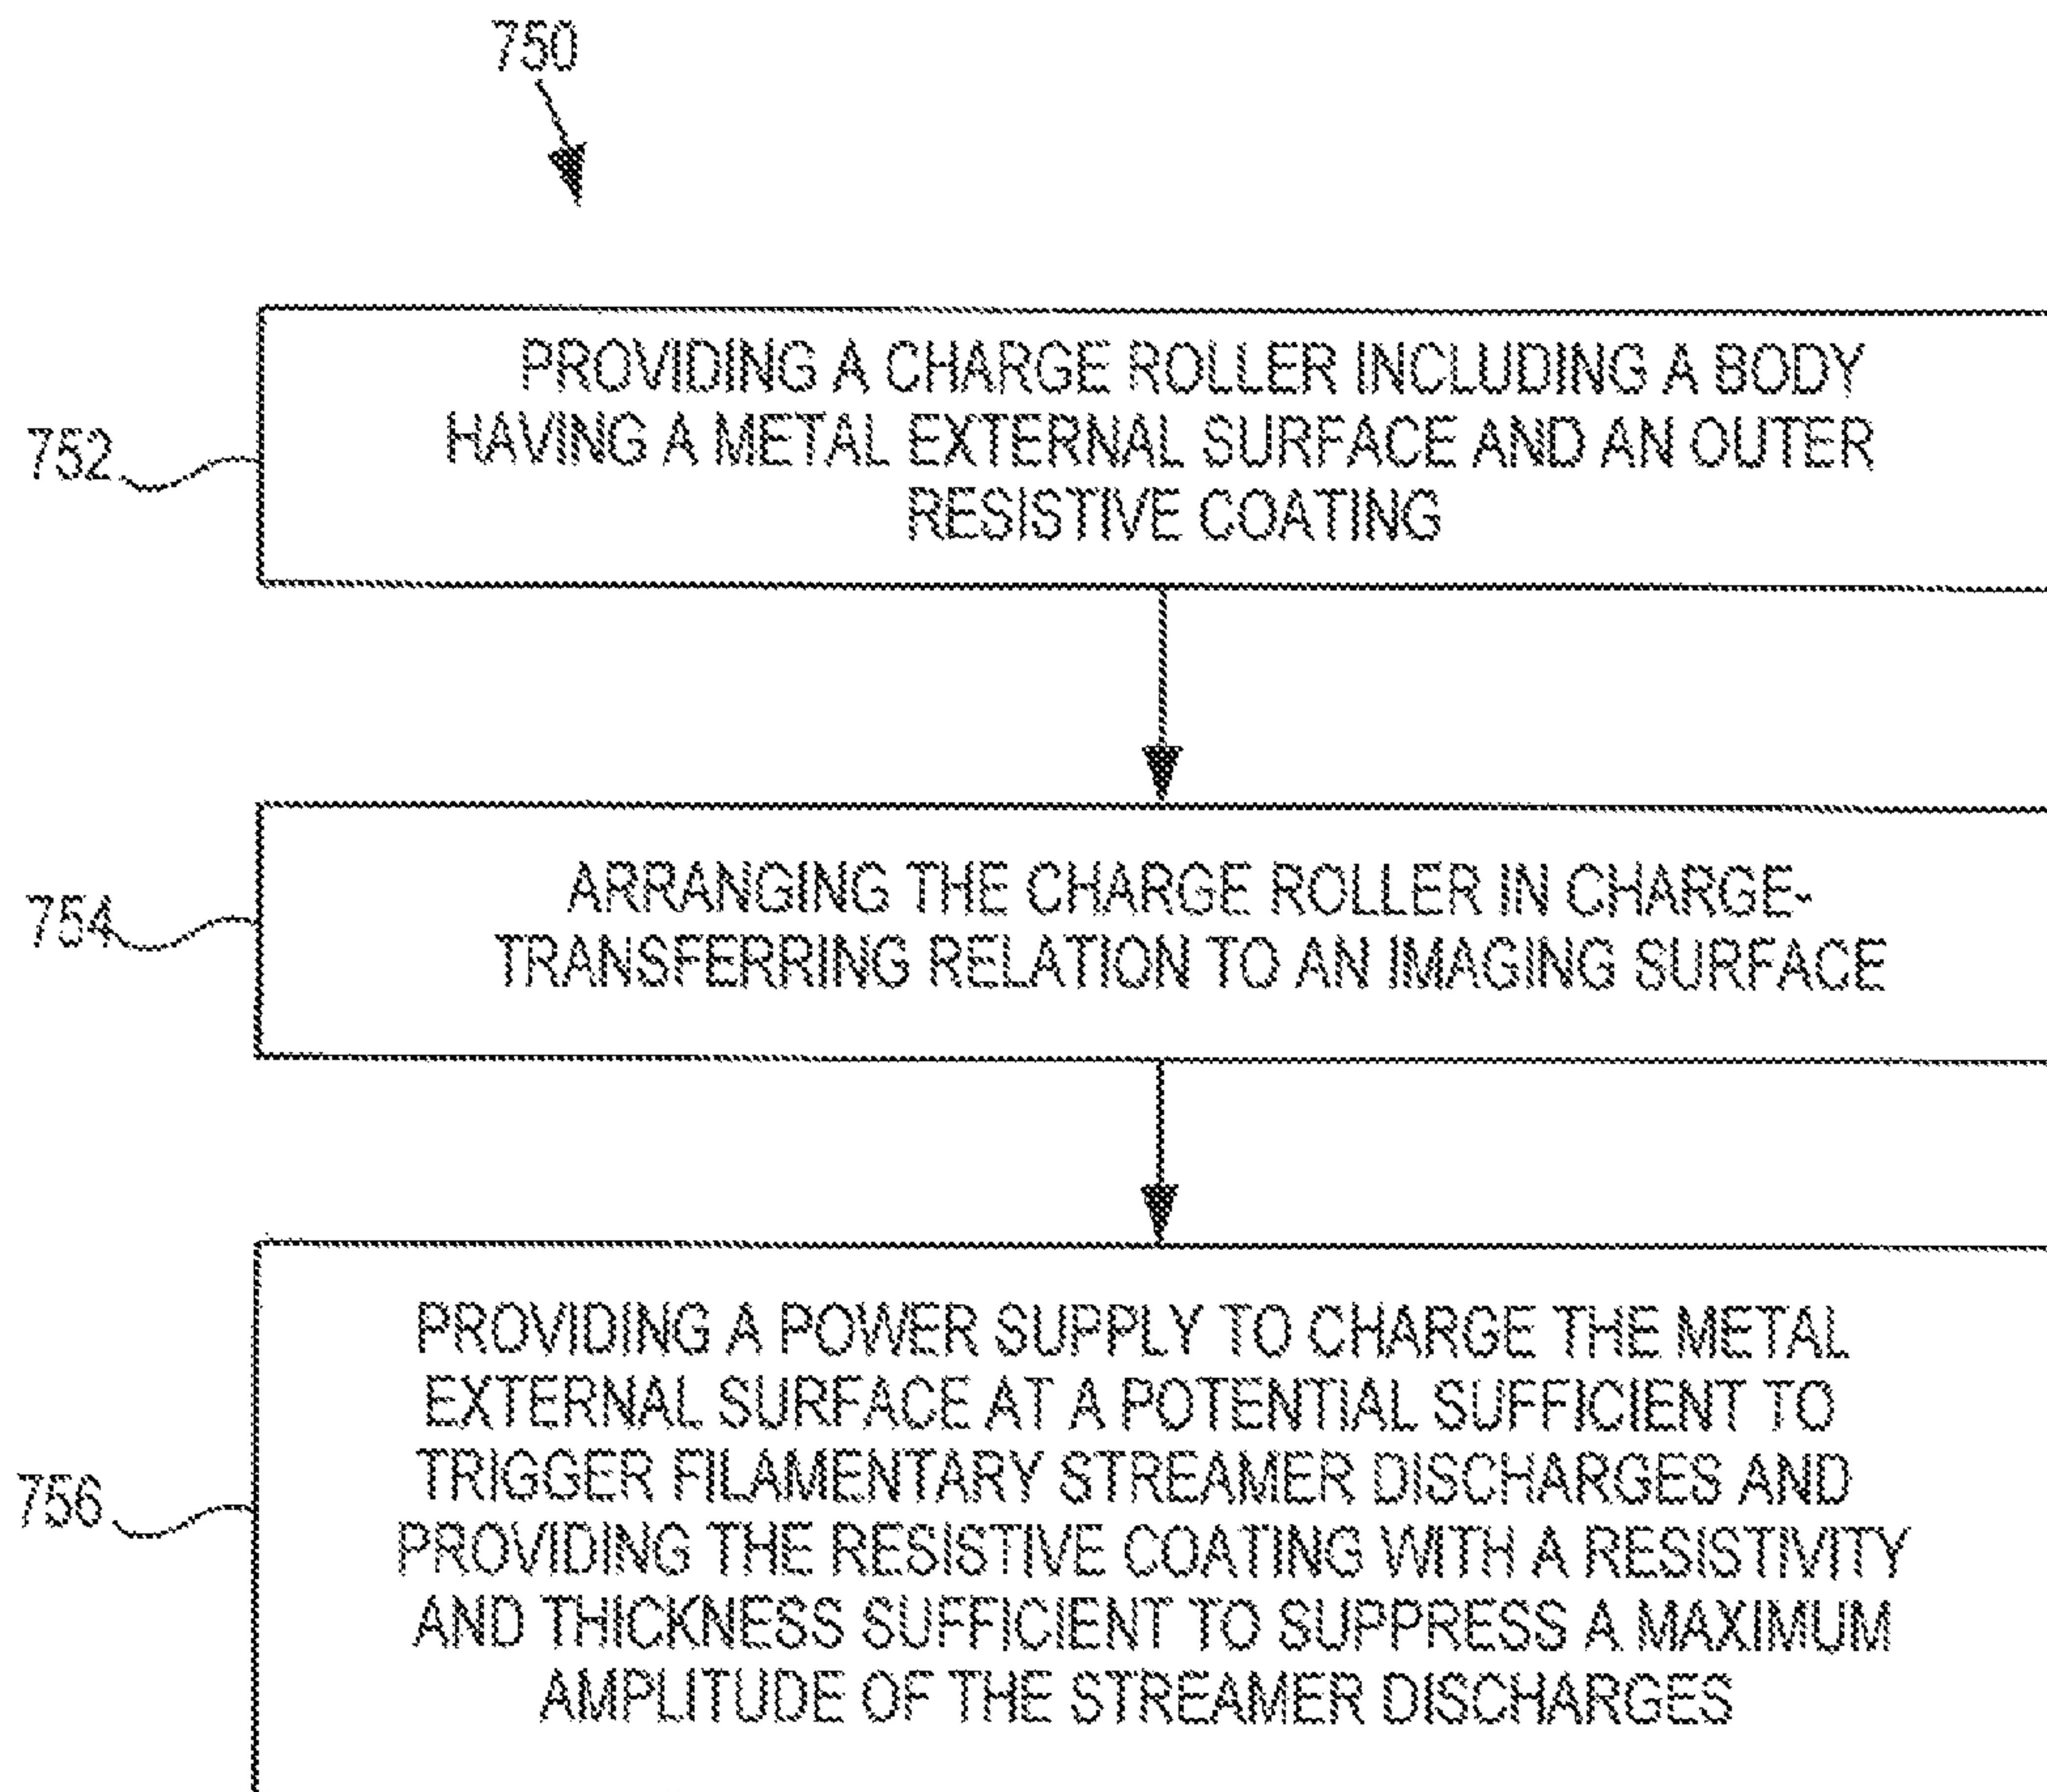 750
752
PROVIDING A CHARGE ROLLER INCLUDING A BODY
HAVING A METAL EXTERNAL SURFACE AND AN OUTER
RESISTIVE COATING
754
ARRANGING THE CHARGE ROLLER IN CHARGE-
TRANSFERRING RELATION TO AN IMAGING SURFACE
756
PROVIDING A POWER SUPPLY TO CHARGE THE METAL
EXTERNAL SURFACE AT A POTENTIAL SUFFICIENT TO
TRIGGER FILAMENTARY STREAMER DISCHARGES AND
PROVIDING THE RESISTIVE COATING WITH A RESISTIVITY
AND THICKNESS SUFFICIENT TO SUPPRESS A MAXIMUM
AMPLITUDE OF THE STREAMER DISCHARGES